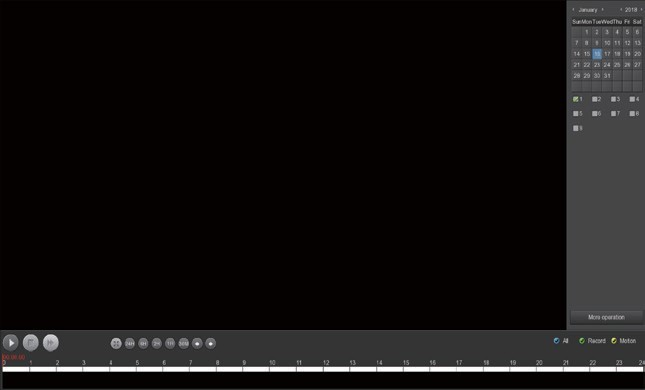 January 2018
Sun Mon Tue Wed Thu Fri Sat
1 2 3 4 5 6
7 8 9 10 11 12 13
14 15 16 17 18 19 20
21 22 23 24 25 26 27
28 29 30 31
1 2 3 4
5 6 7 8
9
More operation
24H 2H 1H 30M
All Record Motion
00:00:00
0 1 2 3 4 5 6 7 8 9 10 11 12 13 14 15 16 17 18 19 20 21 22 23 24